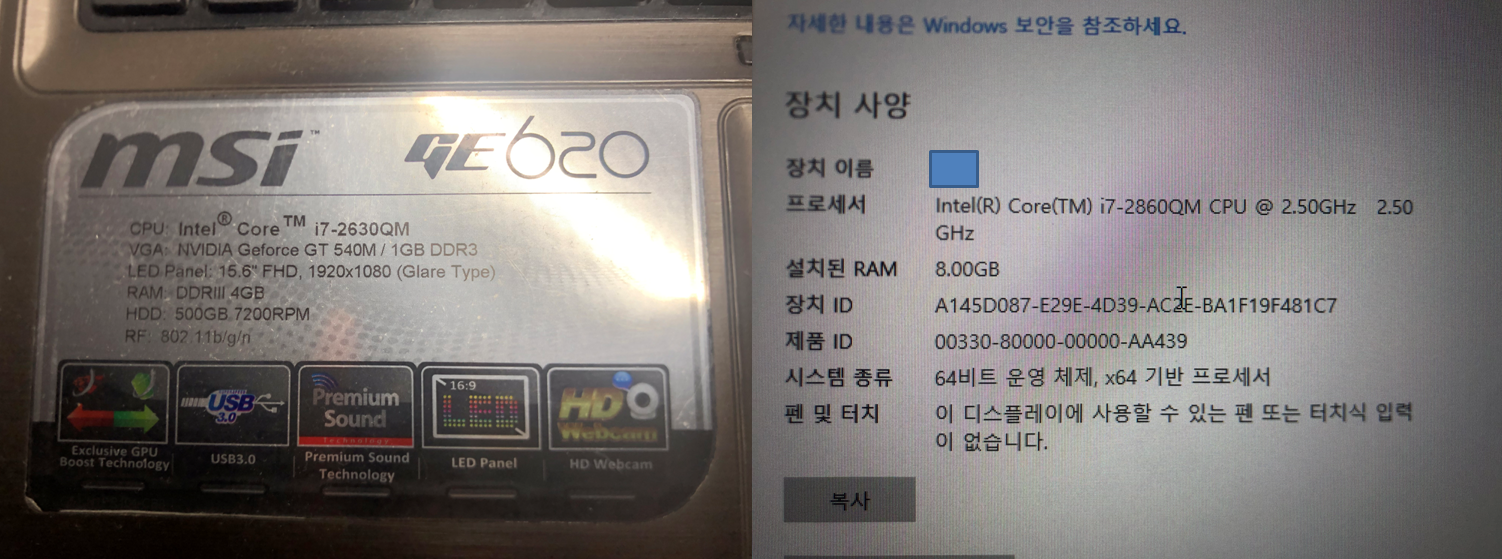 msi™ GE620
CPU: Intel® Core™ i7-2630QM
VGA: NVIDIA Geforce GT 540M / 1GB DDR3
LED Panel: 15.6" FHD, 1920x1080 (Glare Type)
RAM: DDRIII 4GB
HDD: 500GB 7200RPM
RF: 802.11b/g/n
USB 3.0
Premium
Sound
Technology
16:9
LED
HD
Webcam
Exclusive GPU
Boost Technology
USB3.0
Premium Sound
Technology
LED Panel
HD Webcam
자세한 내용은 Windows 보안을 참조하세요.
장치 사양
장치 이름
프로세서 Intel(R) Core(TM) i7-2860QM CPU @ 2.50GHz 2.50
GHz
설치된 RAM 8.00GB
장치 ID A145D087-E29E-4D39-AC2E-BA1F19F481C7
제품 ID 00330-80000-00000-AA439
시스템 종류 64비트 운영 체제, x64 기반 프로세서
펜 및 터치 이 디스플레이에 사용할 수 있는 펜 또는 터치식 입력
이 없습니다.
복사